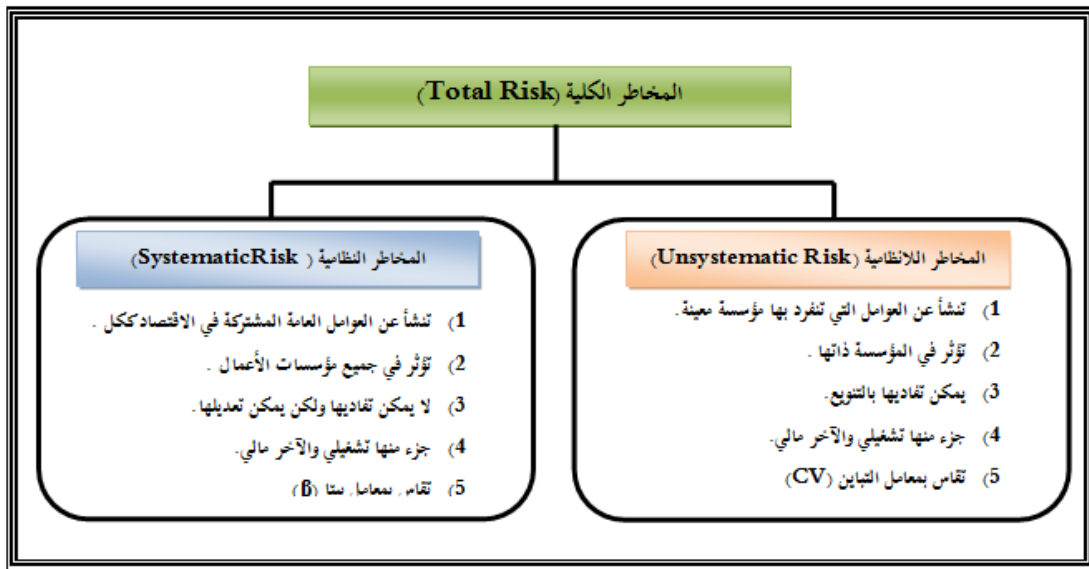 المخاطر الكلية (Total Risk)
المخاطر اللانظامية (Unsystematic Risk)
1) تنشأ عن العوامل التي تنفرد بها مؤسسة معينة.
2) تؤثر في المؤسسة ذاتها .
3) يمكن تفاديها بالتنويع.
4) جزء منها تشغيلي والآخر مالي.
5) تقاس بمعامل التباين (CV)
المخاطر النظامية ( SystematicRisk)
1) تنشأ عن العوامل العامة المشتركة في الاقتصاد ككل .
2) تؤثر في جميع مؤسسات الأعمال .
3) لا يمكن تفاديها ولكن يمكن تعديلها.
4) جزء منها تشغيلي والآخر مالي.
5) تقاس بمعامل بيتا (β)